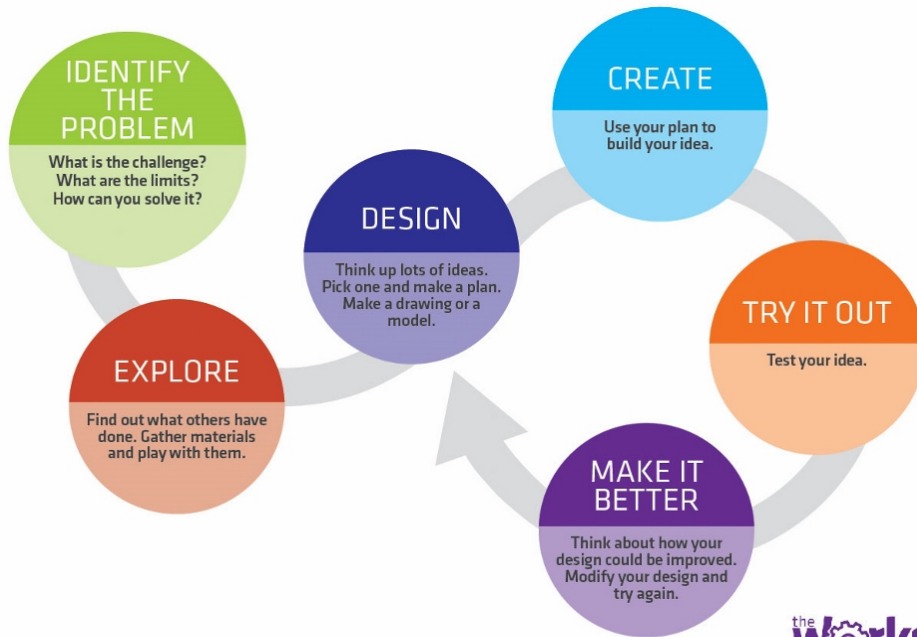 IDENTIFY
THE
PROBLEM
What is the challenge?
What are the limits?
How can you solve it?
EXPLORE
Find out what others have
done. Gather materials
and play with them.
DESIGN
Think up lots of ideas.
Pick one and make a plan.
Make a drawing or a
model.
CREATE
Use your plan to
build your idea.
TRY IT OUT
Test your idea.
MAKE IT
BETTER
Think about how your
design could be improved.
Modify your design and
try again.
the